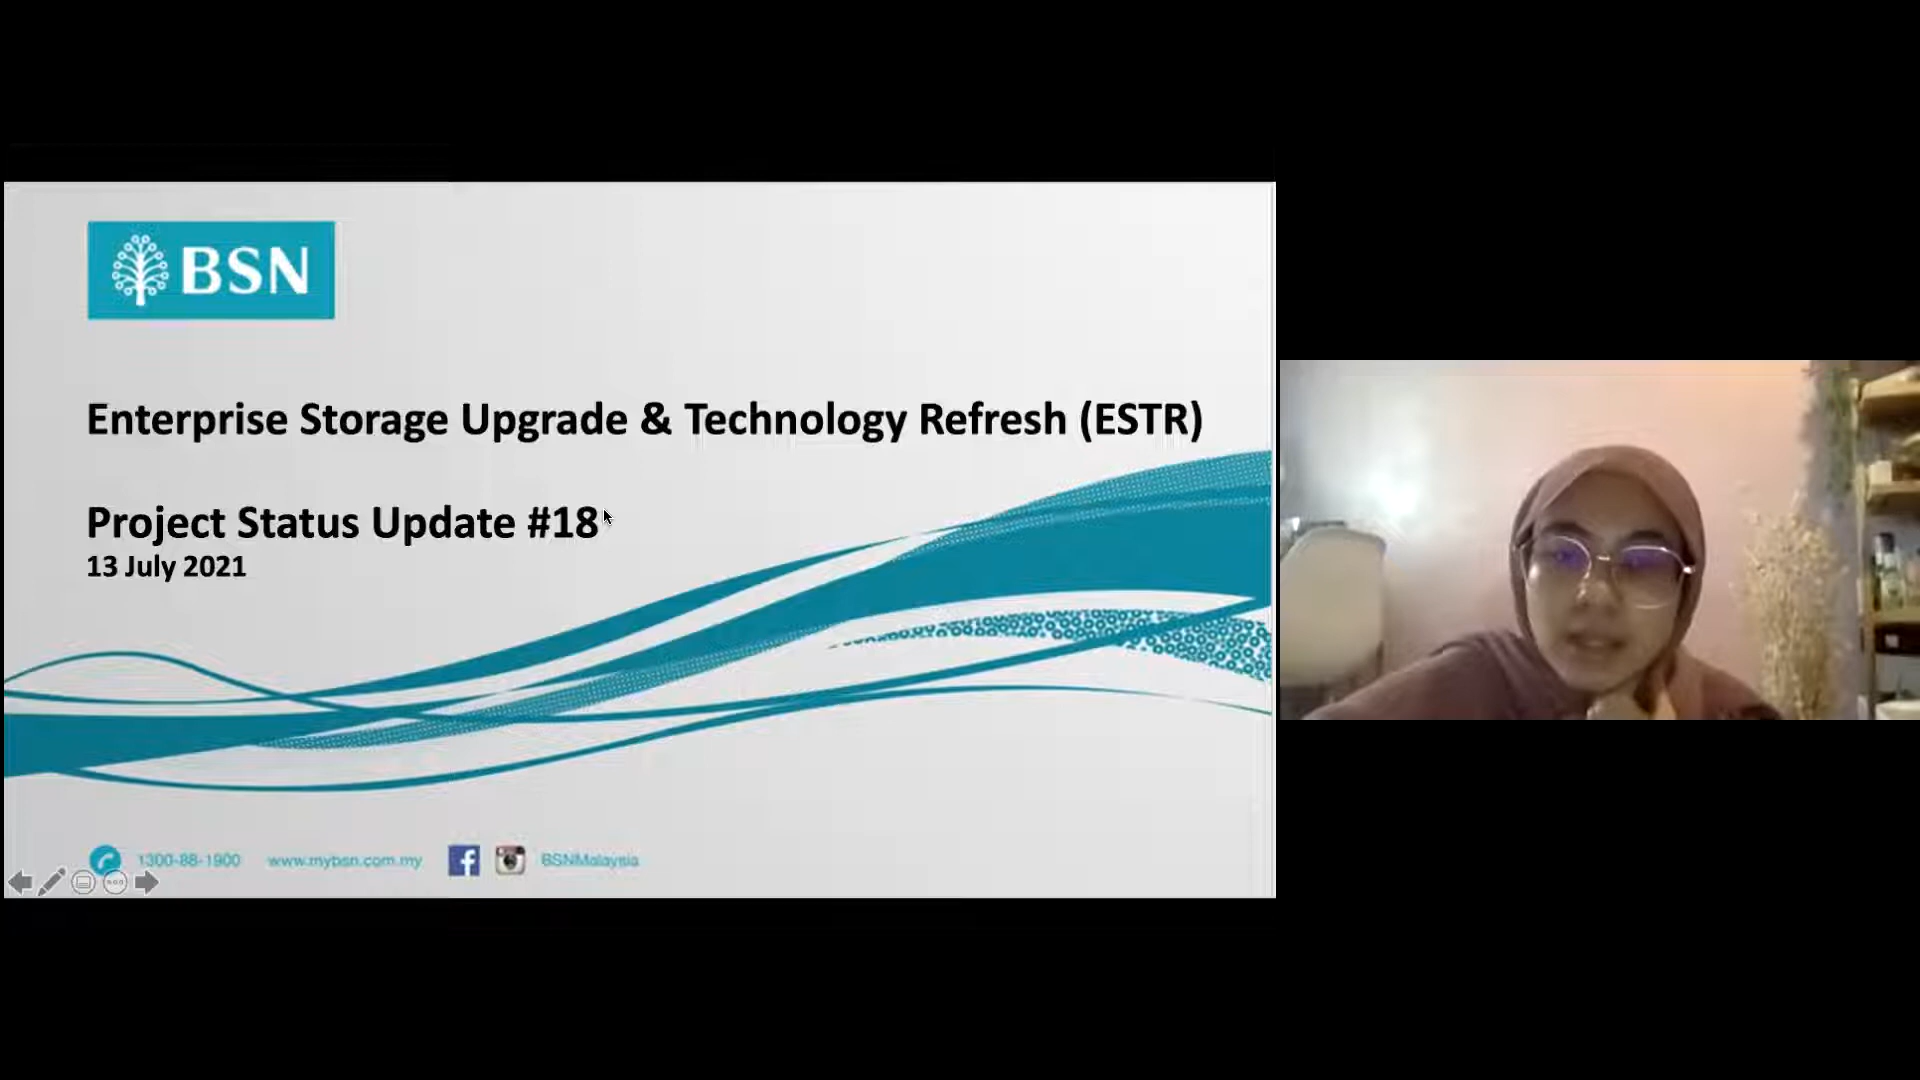 BSN
Enterprise Storage Upgrade & Technology Refresh (ESTR)
Project Status Update #18
13 July 2021
1300-88-1900 www.mybsn.com.my BSNMalaysia